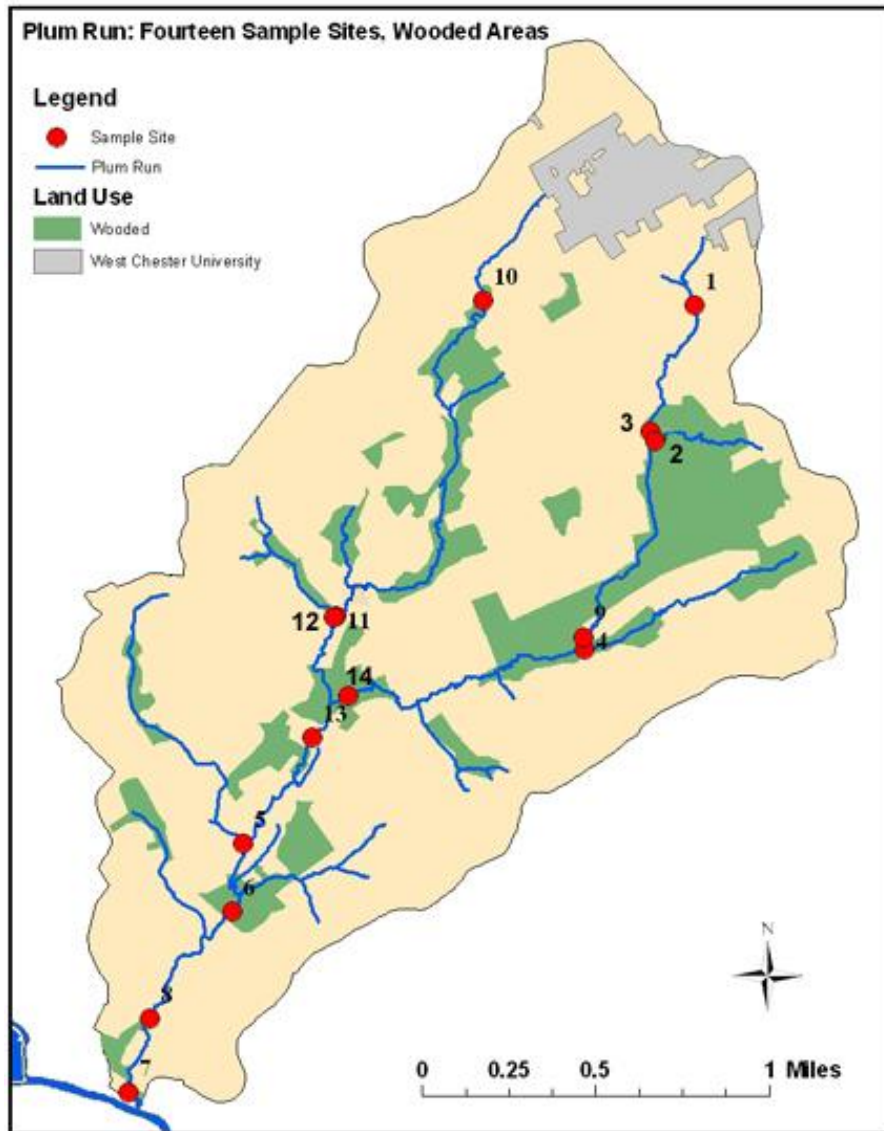 Plum Run: Fourteen Sample Sites, Wooded Areas
Legend
Sample Site
Plum Run
Land Use
Wooded
West Chester University
10
1
3
2
12
11
9
4
14
13
5
6
N
8
7
0 0.25 0.5 1 Miles